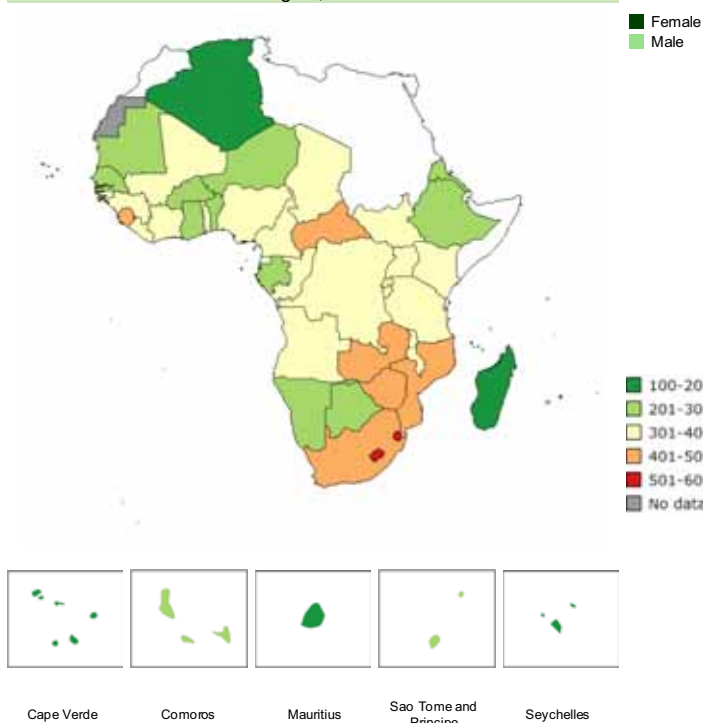 Female
Male
100-20
201-30
301-40
401-50
501-60
No data
Cape Verde
Comoros
Mauritius
Sao Tome and
Principe
Seychelles